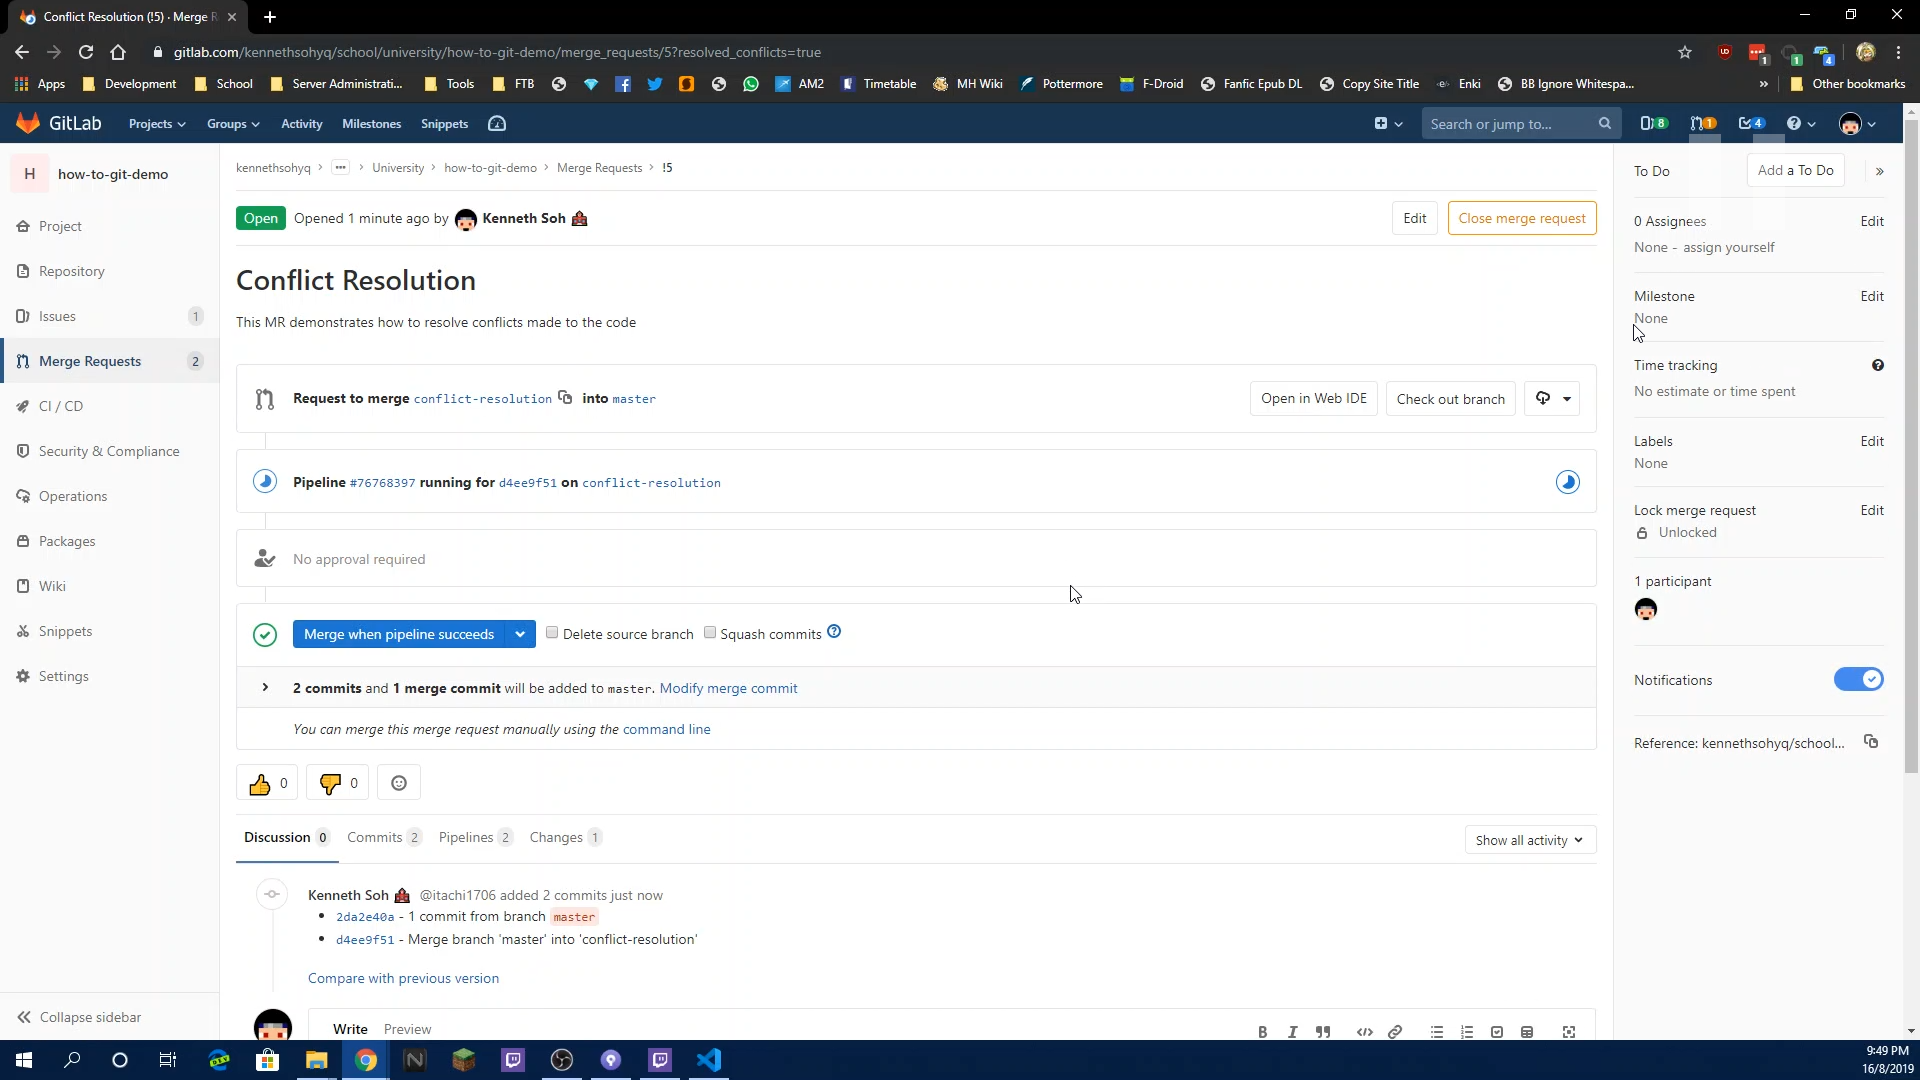 Conflict Resolution (!5) · Merge R
gitlab.com/kennethsohyq/school/university/how-to-git-demo/merge_requests/5?resolved_conflicts=true
1
1
4
Apps
Development
School
Server Administrati...
Tools
FTB
AM2
Timetable
MH Wiki
Pottermore
F-Droid
Fanfic Epub DL
Copy Site Title
Enki
BB Ignore Whitespa...
»
Other bookmarks
GitLab
Projects
Groups
Activity
Milestones
Snippets
Search or jump to...
8
1
4
H
how-to-git-demo
kennethsohyq
University
how-to-git-demo
Merge Requests
!5
To Do
Add a To Do
»
Project
Repository
Issues
1
Merge Requests
2
CI / CD
Security & Compliance
Operations
Packages
Wiki
Snippets
Settings
Collapse sidebar
Open
Opened 1 minute ago by Kenneth Soh
Edit
Close merge request
Conflict Resolution
This MR demonstrates how to resolve conflicts made to the code
Request to merge conflict-resolution into master
Open in Web IDE
Check out branch
Pipeline #76768397 running for d4ee9f51 on conflict-resolution
No approval required
Merge when pipeline succeeds
Delete source branch
Squash commits
2 commits and 1 merge commit will be added to master. Modify merge commit
You can merge this merge request manually using the command line
0
0
Discussion 0
Commits 2
Pipelines 2
Changes 1
Show all activity
Kenneth Soh @itachi1706 added 2 commits just now
2da2e40a - 1 commit from branch master
d4ee9f51 - Merge branch 'master' into 'conflict-resolution'
Compare with previous version
Write
Preview
0 Assignees
Edit
None - assign yourself
Milestone
Edit
None
Time tracking
No estimate or time spent
Labels
Edit
None
Lock merge request
Edit
Unlocked
1 participant
Notifications
Reference: kennethsohyq/school...
9:49 PM
16/8/2019